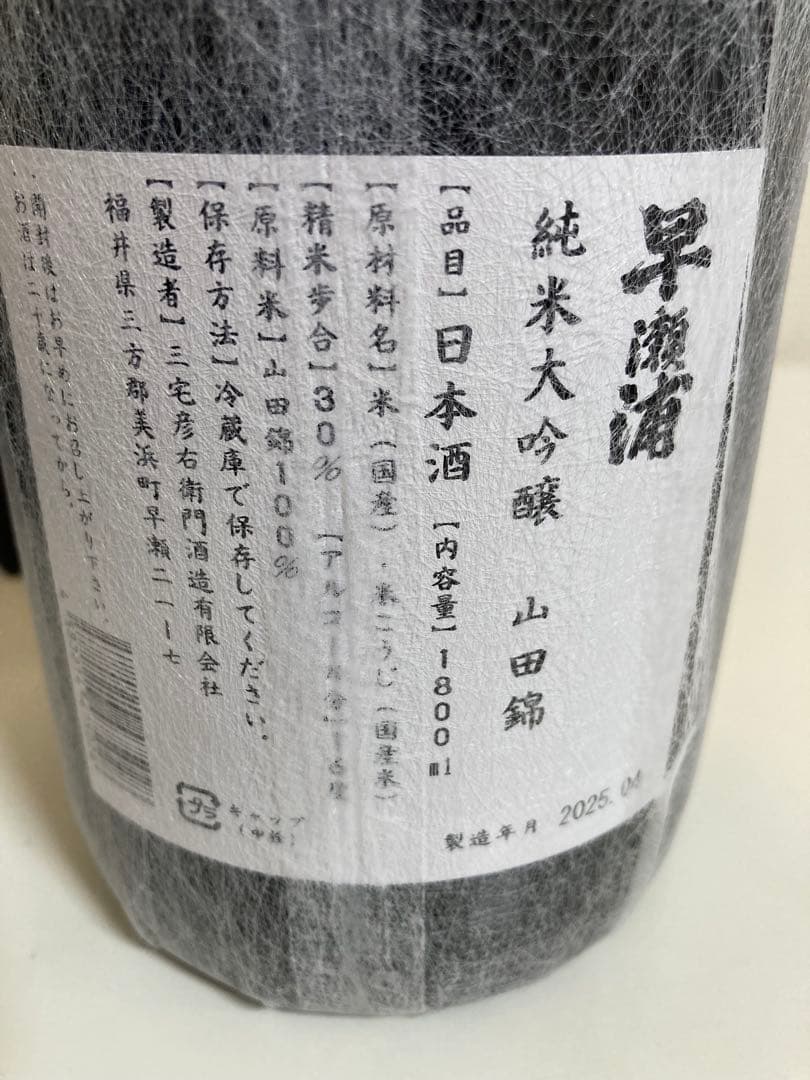 早瀬浦
純米大吟醸 山田錦
【品目】日本酒 【内容量】1800ml
【原材料名】米(国産)・米こうじ(国産米)
【精米歩合】30% 【アルコール分】16度
【原料米】山田錦100%
【保存方法】冷蔵庫で保存してください。
【製造者】三宅彦右衛門酒造有限会社
福井県三方郡美浜町早瀬二一-七
・開封後はお早めにお召し上がり下さい。
・お酒は二十歳になってから。
プラ
キャップ
(中栓)
製造年月 2025.04